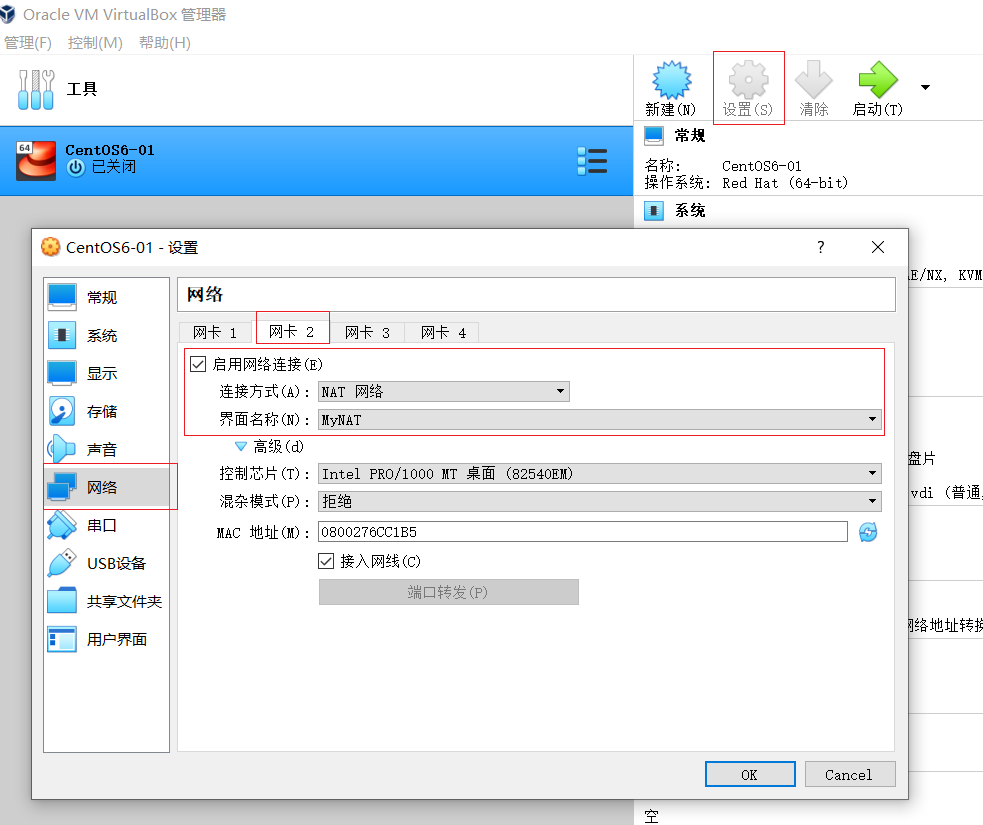 Oracle VM VirtualBox 管理器
管理(F) 控制(M) 帮助(H)
工具
新建(N) 设置(S) 清除 启动(T)
64 CentOS6-01
已关闭
常规
名称: CentOS6-01
操作系统: Red Hat (64-bit)
系统
CentOS6-01 - 设置 ?
常规
系统
显示
存储
声音
网络
串口
USB设备
共享文件夹
用户界面
网络
网卡 1 网卡 2 网卡 3 网卡 4
启用网络连接(E)
连接方式(A): NAT 网络
界面名称(N): MyNAT
高级(d)
控制芯片(T): Intel PRO/1000 MT 桌面 (82540EM)
混杂模式(P): 拒绝
MAC 地址(M): 0800276CC1B5
接入网线(C)
端口转发(P)
OK Cancel
E/NX, KVM
盘片
vdi (普通,
网络地址转换
空